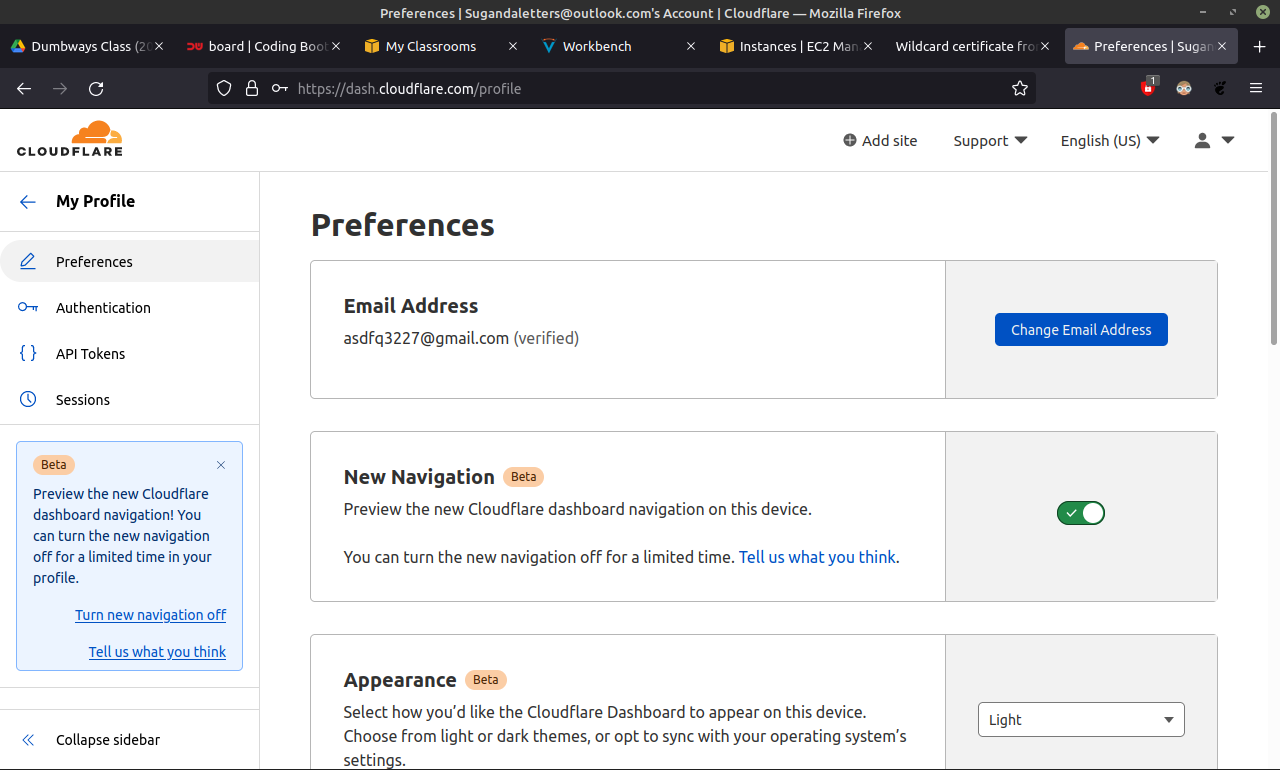 Preferences | Sugandaletters@outlook.com's Account | Cloudflare — Mozilla Firefox
Dumbways Class (20
board | Coding Boot
My Classrooms
Workbench
Instances | EC2 Man
Wildcard certificate fro
Preferences | Sugan
https://dash.cloudflare.com/profile
1
CLOUDFLARE
Add site
Support
English (US)
My Profile
Preferences
Authentication
API Tokens
Sessions
Beta
Preview the new Cloudflare
dashboard navigation! You
can turn the new navigation
off for a limited time in your
profile.
Turn new navigation off
Tell us what you think
Collapse sidebar
Preferences
Email Address
asdfq3227@gmail.com (verified)
Change Email Address
New Navigation Beta
Preview the new Cloudflare dashboard navigation on this device.
You can turn the new navigation off for a limited time. Tell us what you think.
Appearance Beta
Select how you’d like the Cloudflare Dashboard to appear on this device.
Choose from light or dark themes, or opt to sync with your operating system’s
settings.
Light